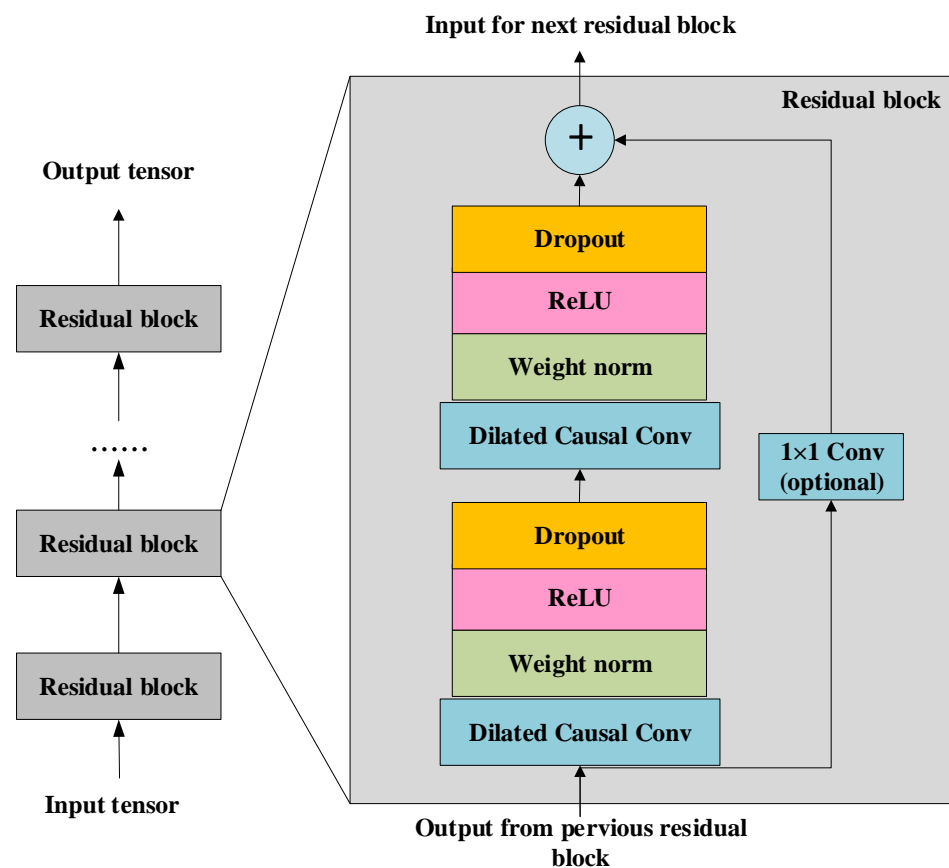 Input for next residual block
Residual block
+
Output tensor
Dropout
ReLU
Residual block
Weight norm
Dilated Causal Conv
1×1 Conv
(optional)
......
Residual block
Dropout
ReLU
Weight norm
Residual block
Dilated Causal Conv
Input tensor
Output from pervious residual
block